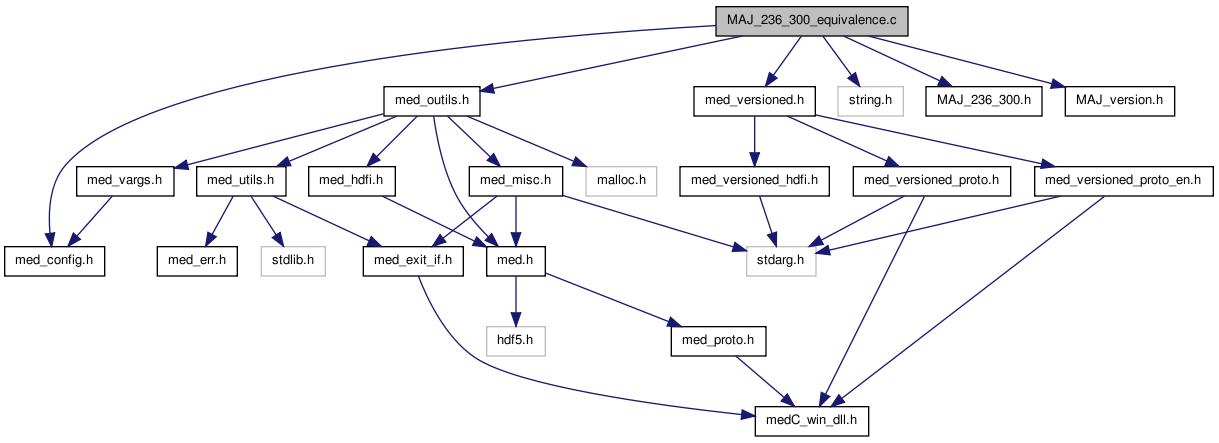 MAJ_236_300_equivalence.c
med_outils.h
med_versioned.h
string.h
MAJ_236_300.h
MAJ_version.h
med_vargs.h
med_utils.h
med_hdfi.h
med_misc.h
malloc.h
med_versioned_hdfi.h
med_versioned_proto.h
med_versioned_proto_en.h
med_config.h
med_err.h
stdlib.h
med_exit_if.h
med.h
stdarg.h
hdf5.h
med_proto.h
medC_win_dll.h